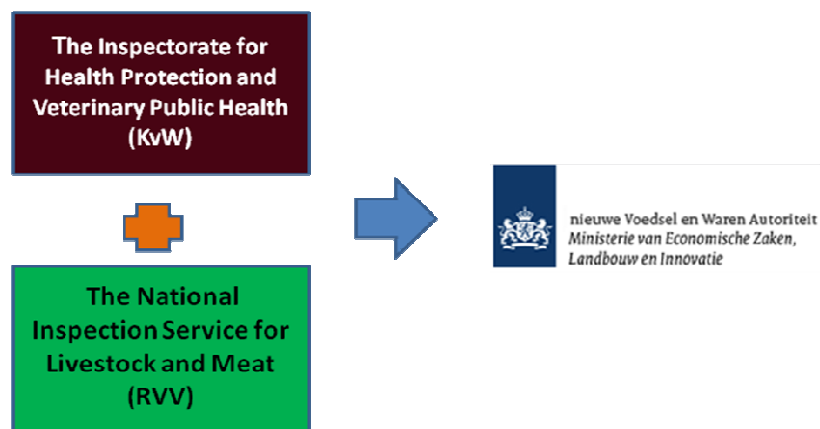 The Inspectorate for
Health Protection and
Veterinary Public Health
(KvW)
The National
Inspection Service for
Livestock and Meat
(RVV)
nieuwe Voedsel en Waren Autoriteit
Ministerie van Economische Zaken,
Landbouw en Innovatie